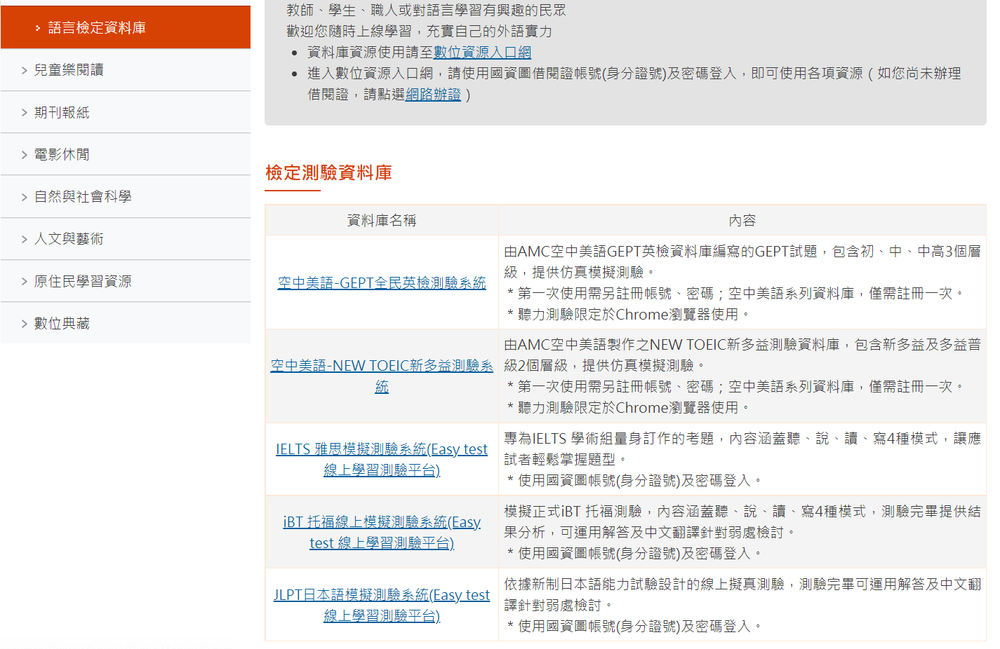 語言檢定資料庫
兒童樂閱讀
期刊報紙
電影休閒
自然與社會科學
人文與藝術
原住民學習資源
數位典藏
教師、學生、職人或對語言學習有興趣的民眾
歡迎您隨時上線學習，充實自己的外語實力
資料庫資源使用請至數位資源入口網
進入數位資源入口網，請使用國資圖借閱證帳號(身分證號)及密碼登入，即可使用各項資源（如您尚未辦理
借閱證，請點選網路辦證）
檢定測驗資料庫
資料庫名稱
內容
空中美語-GEPT全民英檢測驗系統
由AMC空中美語GEPT英檢資料庫編寫的GEPT試題，包含初、中、中高3個層
級，提供仿真模擬測驗。
＊第一次使用需另註冊帳號、密碼；空中美語系列資料庫，僅需註冊一次。
＊聽力測驗限定於Chrome瀏覽器使用。
空中美語-NEW TOEIC新多益測驗系
統
由AMC空中美語製作之NEW TOEIC新多益測驗資料庫，包含新多益及多益普
級2個層級，提供仿真模擬測驗。
＊第一次使用需另註冊帳號、密碼；空中美語系列資料庫，僅需註冊一次。
＊聽力測驗限定於Chrome瀏覽器使用。
IELTS 雅思模擬測驗系統(Easy test
線上學習測驗平台)
專為IELTS 學術組量身訂作的考題，內容涵蓋聽、說、讀、寫4種模式，讓應
試者輕鬆掌握題型。
＊使用國資圖帳號(身分證號)及密碼登入。
iBT 托福線上模擬測驗系統(Easy
test 線上學習測驗平台)
模擬正式iBT 托福測驗，內容涵蓋聽、說、讀、寫4種模式，測驗完畢提供結
果分析，可運用解答及中文翻譯針對弱處檢討。
＊使用國資圖帳號(身分證號)及密碼登入。
JLPT日本語模擬測驗系統(Easy test
線上學習測驗平台)
依據新制日本語能力試驗設計的線上擬真測驗，測驗完畢可運用解答及中文翻
譯針對弱處檢討。
＊使用國資圖帳號(身分證號)及密碼登入。